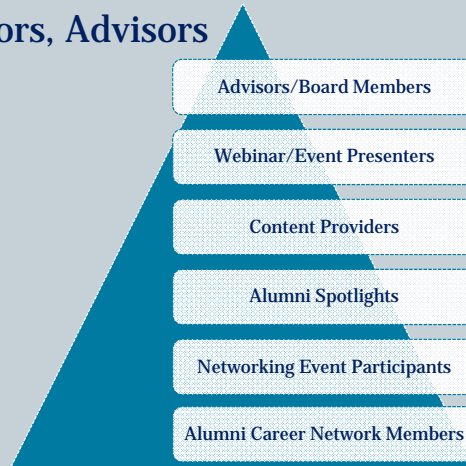 ors, Advisors
Advisors/Board Members
Webinar/Event Presenters
Content Providers
Alumni Spotlights
Networking Event Participants
Alumni Career Network Members